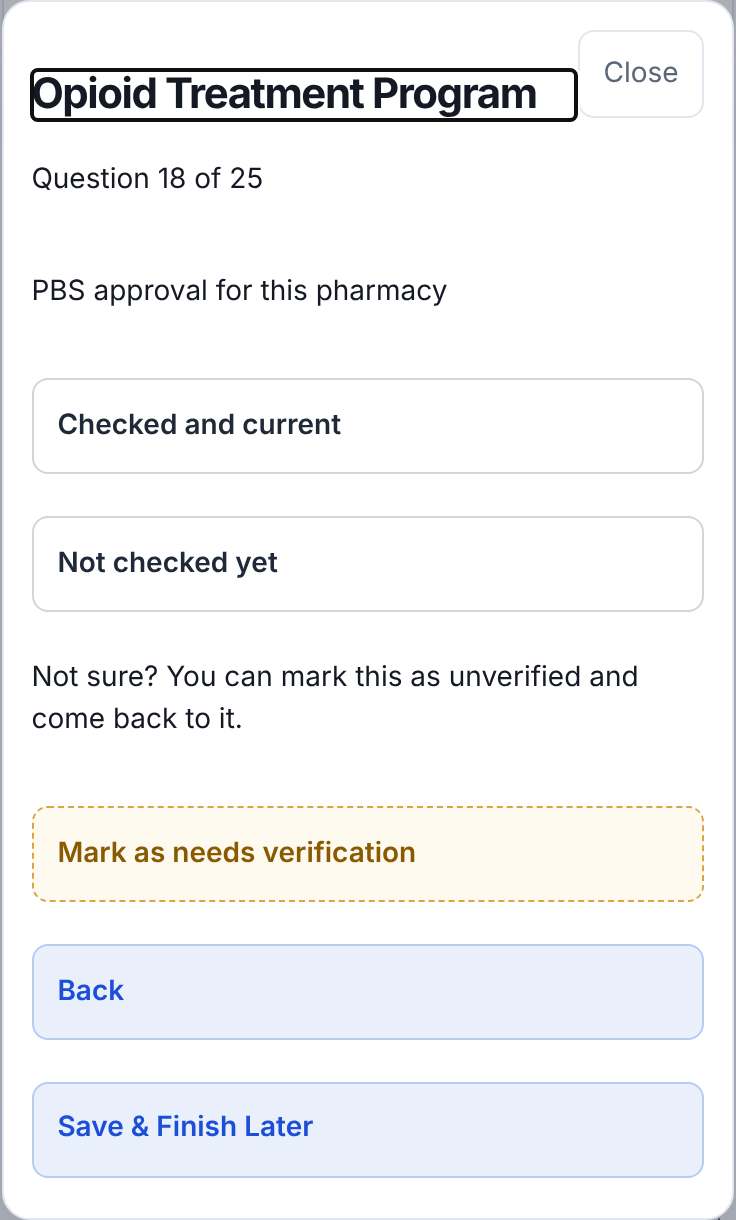 Opioid Treatment Program
Close
Question 18 of 25
PBS approval for this pharmacy
Checked and current
Not checked yet
Not sure? You can mark this as unverified and
come back to it.
Mark as needs verification
Back
Save & Finish Later